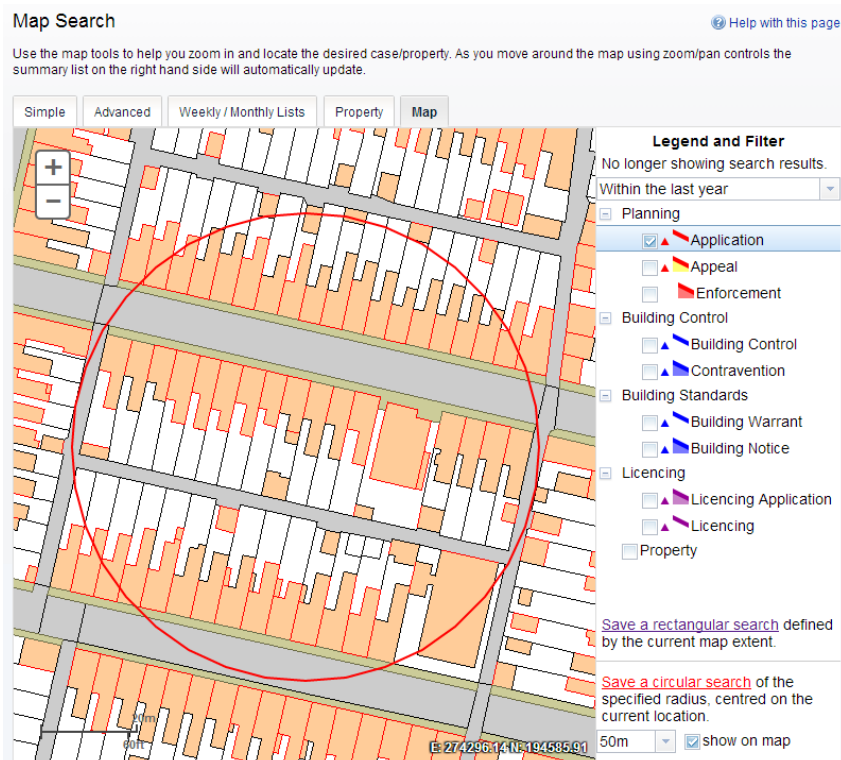 Map Search
Help with this page
Use the map tools to help you zoom in and locate the desired case/property. As you move around the map using zoom/pan controls the
summary list on the right hand side will automatically update.
Simple Advanced Weekly / Monthly Lists Property Map
Legend and Filter
No longer showing search results.
Within the last year
Planning
Application
Appeal
Enforcement
Building Control
Building Control
Contravention
Building Standards
Building Warrant
Building Notice
Licencing
Licencing Application
Licencing
Property
Save a rectangular search defined
by the current map extent.
Save a circular search of the
specified radius, centred on the
current location.
50m show on map
+
−
20m
60ft
E: 274296.14 N: 194585.91